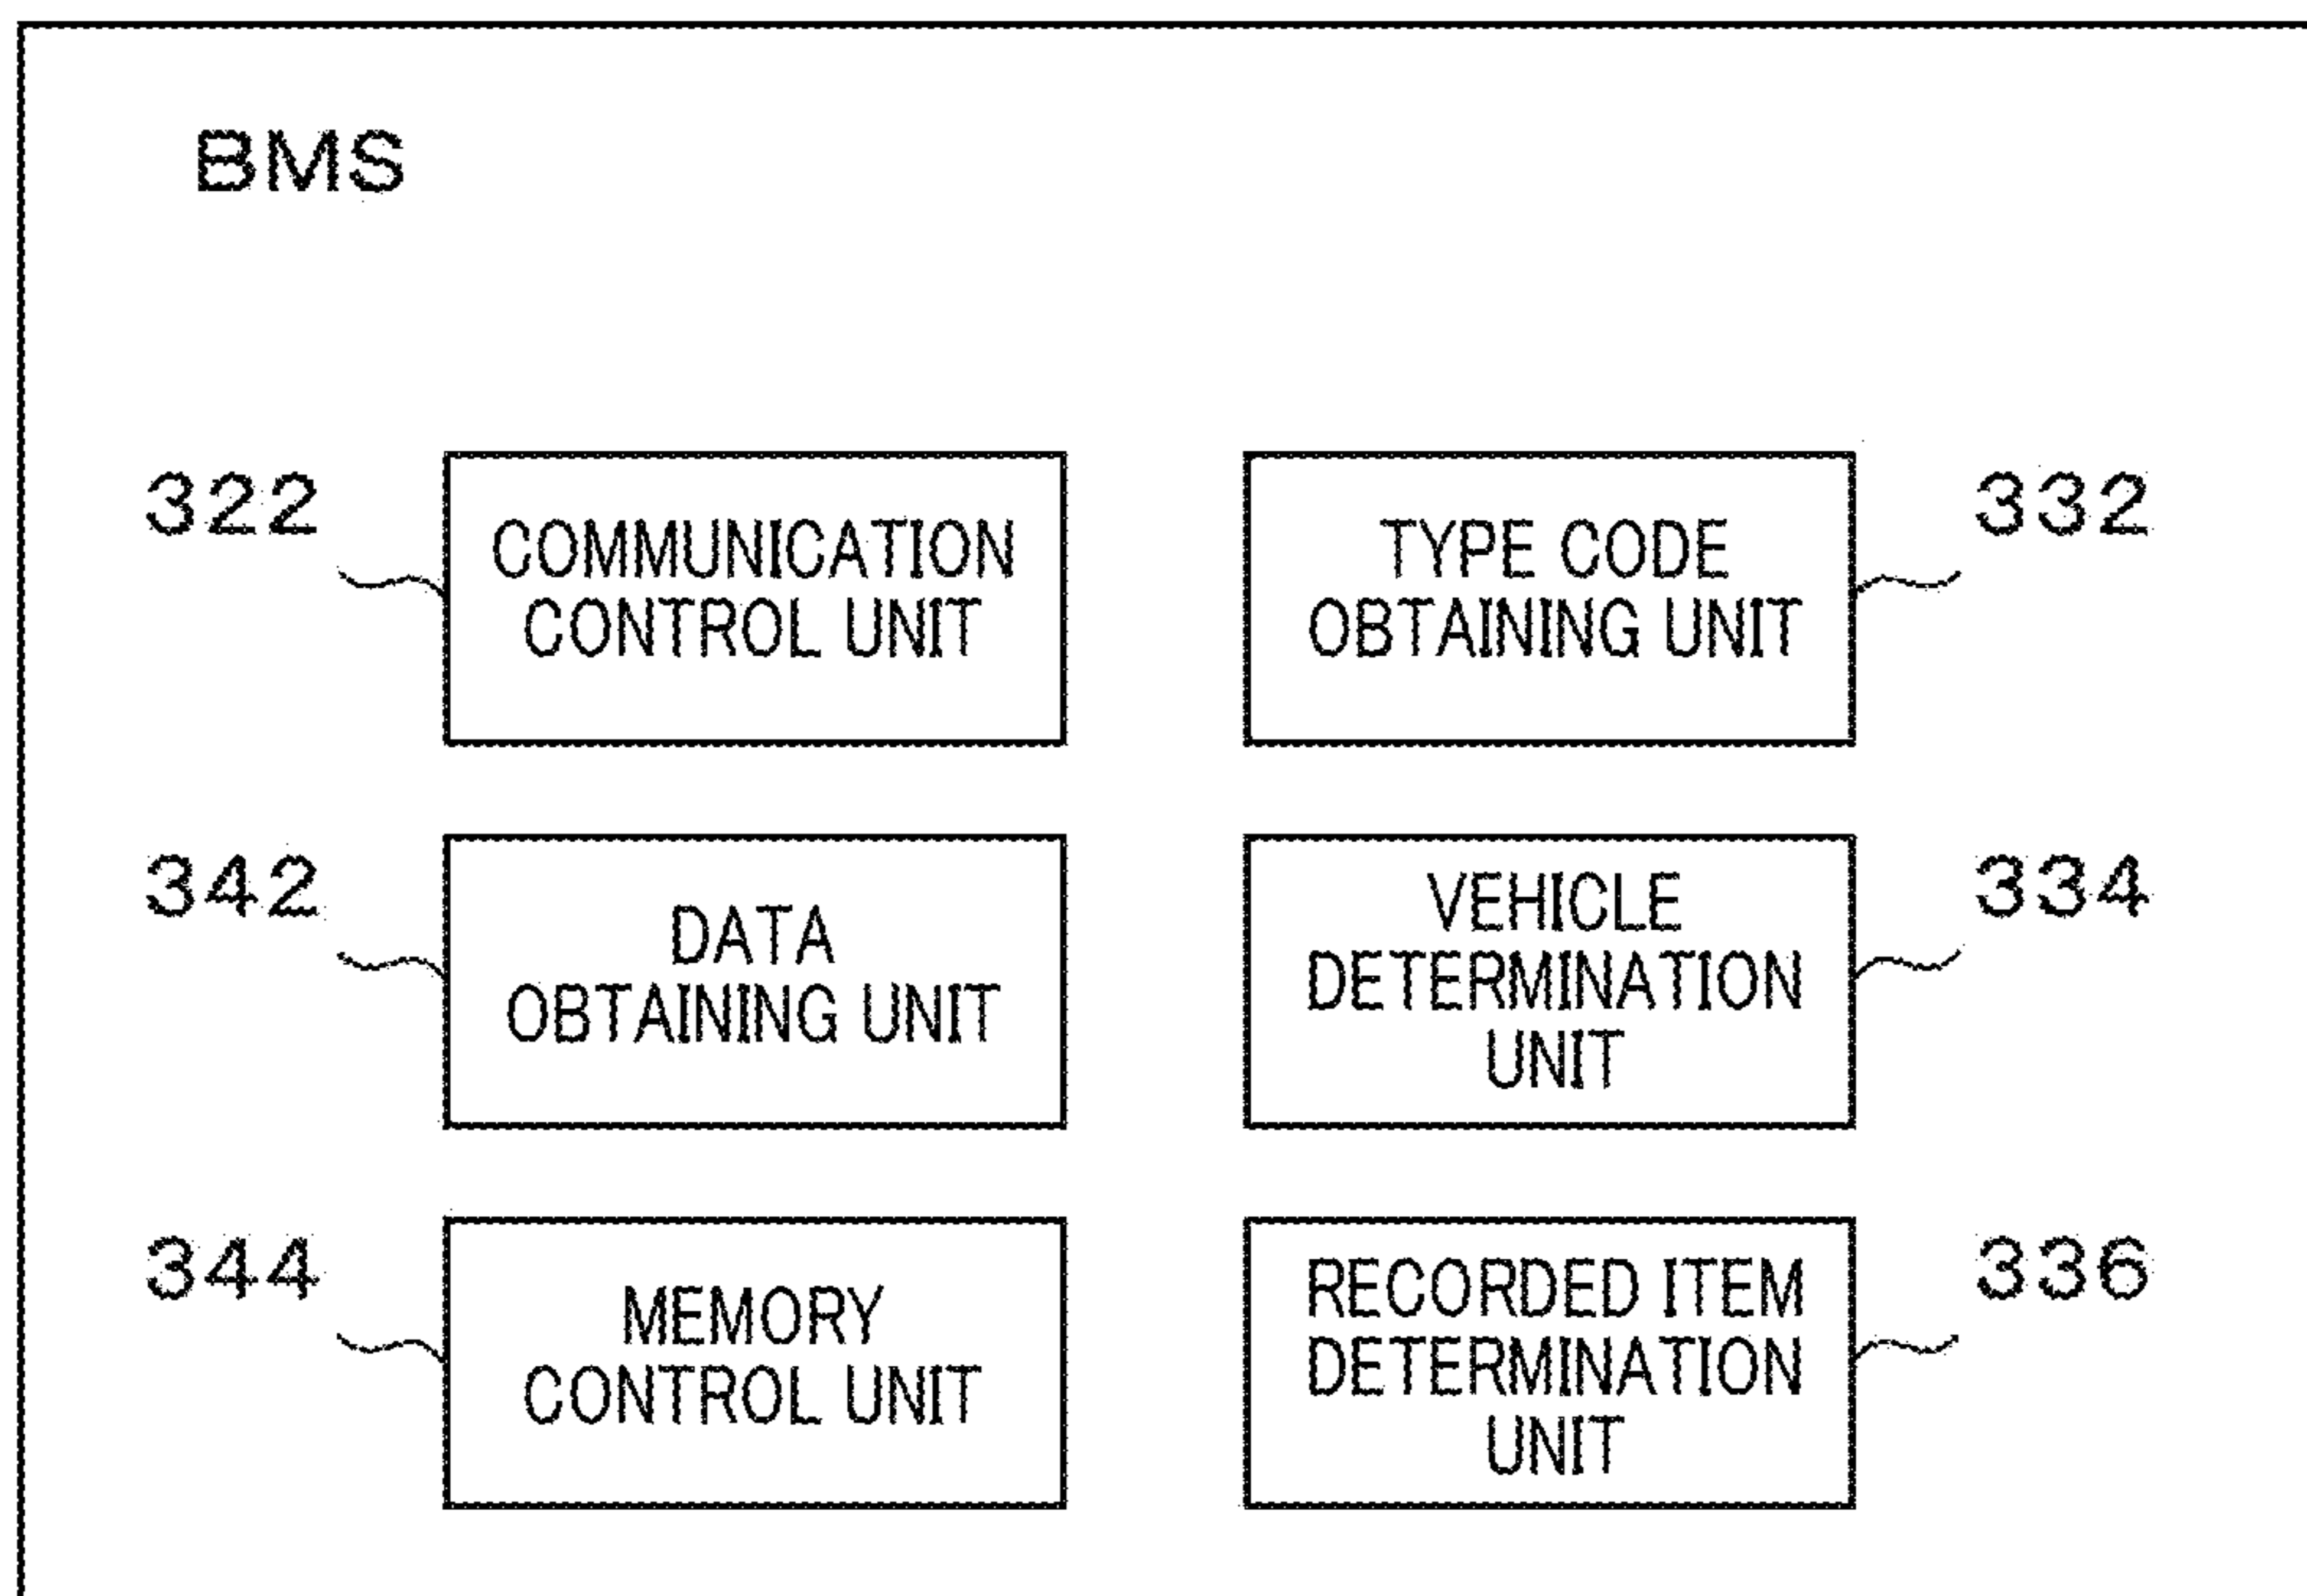 BMS
322
COMMUNICATION
CONTROL UNIT
TYPE CODE
OBTAINING UNIT
332
342
DATA
OBTAINING UNIT
VEHICLE
DETERMINATION
UNIT
334
344
MEMORY
CONTROL UNIT
RECORDED ITEM
DETERMINATION
UNIT
336